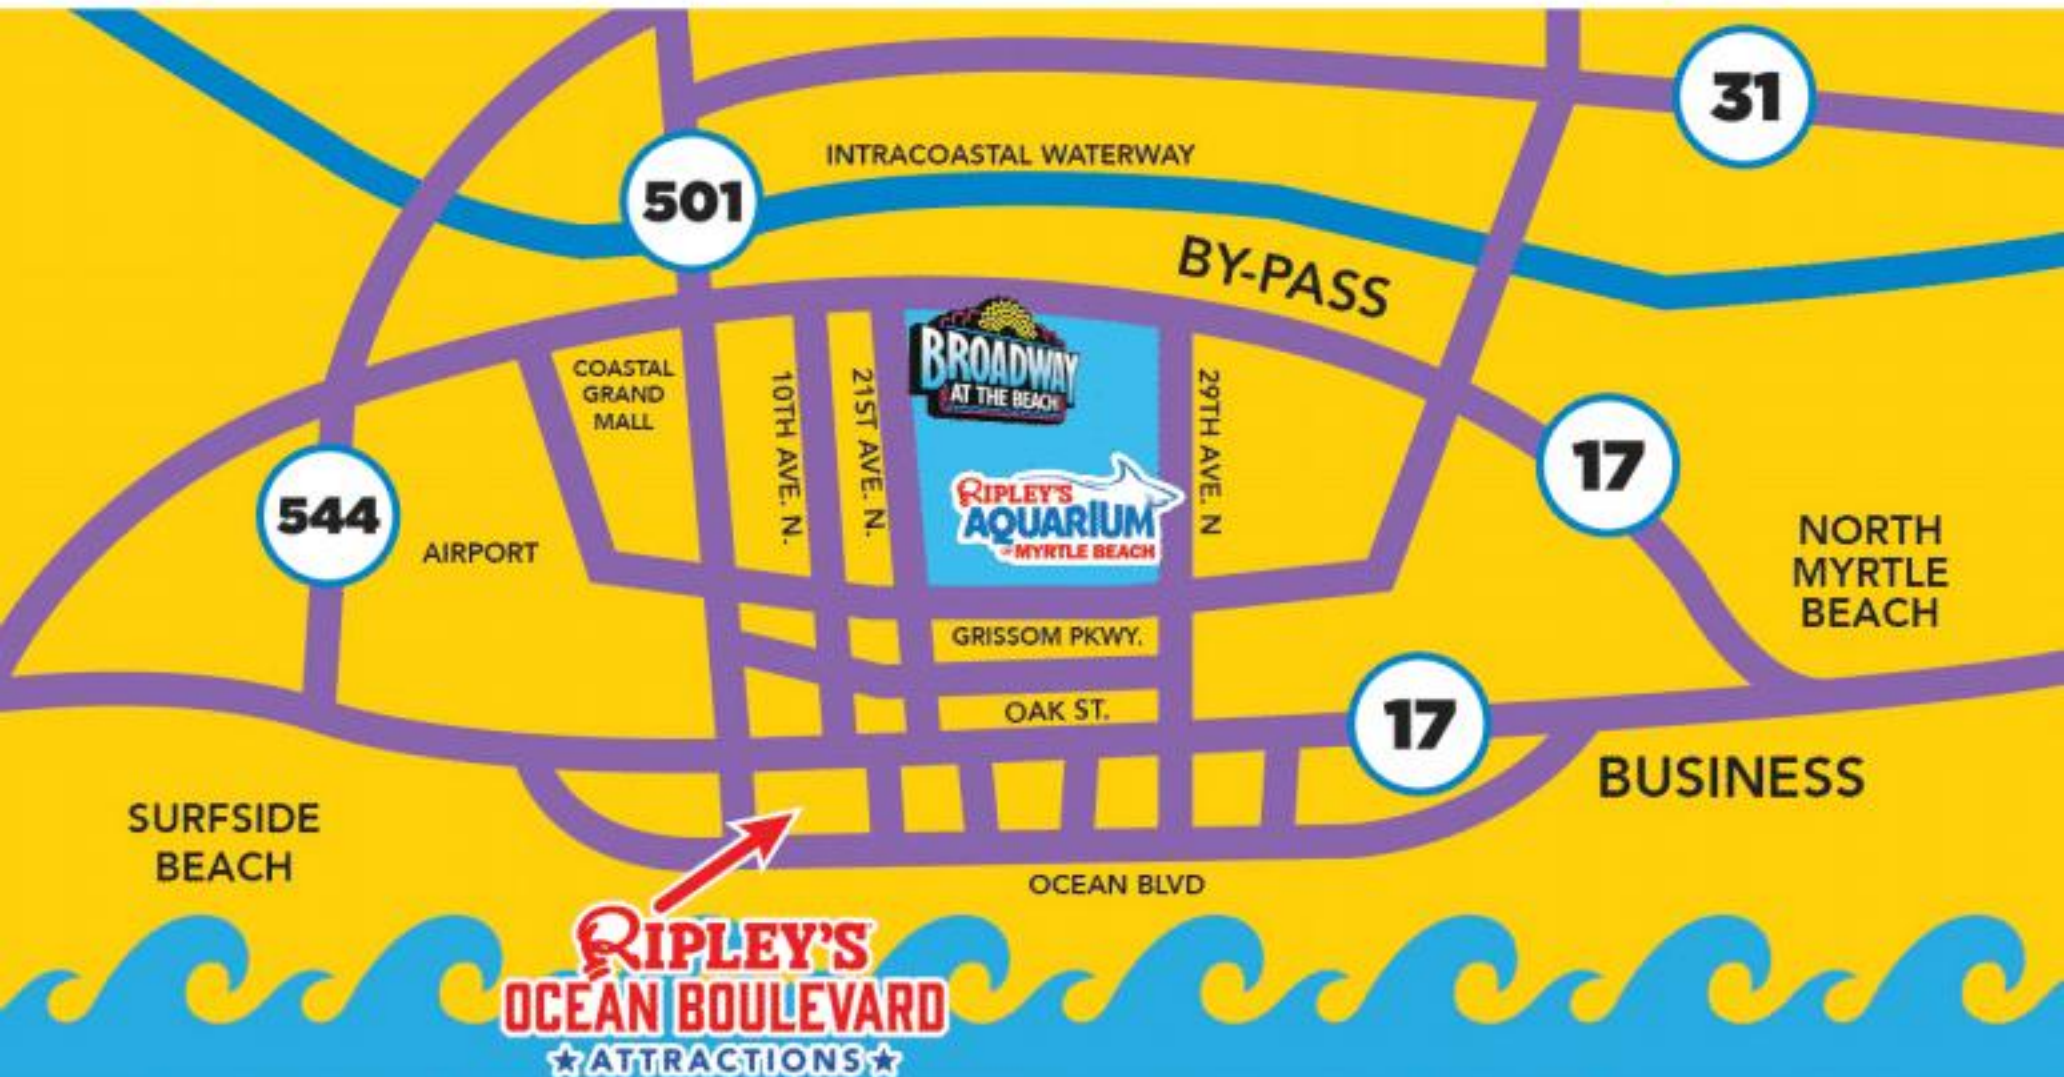 31
INTRACOASTAL WATERWAY
501
BY-PASS
BROADWAY
AT THE BEACH
COASTAL
GRAND
MALL
10TH AVE. N.
21ST AVE. N.
29TH AVE. N
17
RIPLEY'S
AQUARIUM
OF MYRTLE BEACH
544
AIRPORT
NORTH
MYRTLE
BEACH
GRISSOM PKWY.
OAK ST.
17
BUSINESS
SURFSIDE
BEACH
OCEAN BLVD
RIPLEY'S
OCEAN BOULEVARD
ATTRACTIONS